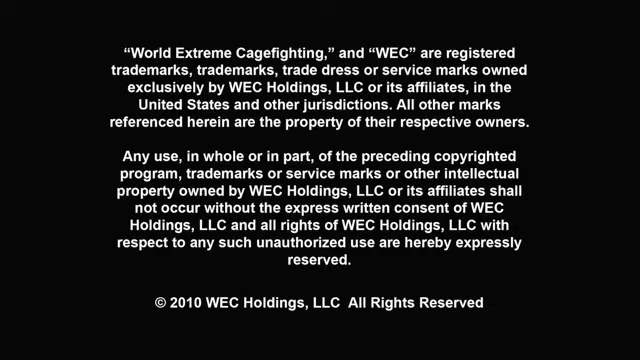 “World Extreme Cagefighting,” and “WEC” are registered
trademarks, trademarks, trade dress or service marks owned
exclusively by WEC Holdings, LLC or its affiliates, in the
United States and other jurisdictions. All other marks
referenced herein are the property of their respective owners.
Any use, in whole or in part, of the preceding copyrighted
program, trademarks or service marks or other intellectual
property owned by WEC Holdings, LLC or its affiliates shall
not occur without the express written consent of WEC
Holdings, LLC and all rights of WEC Holdings, LLC with
respect to any such unauthorized use are hereby expressly
reserved.
© 2010 WEC Holdings, LLC  All Rights Reserved